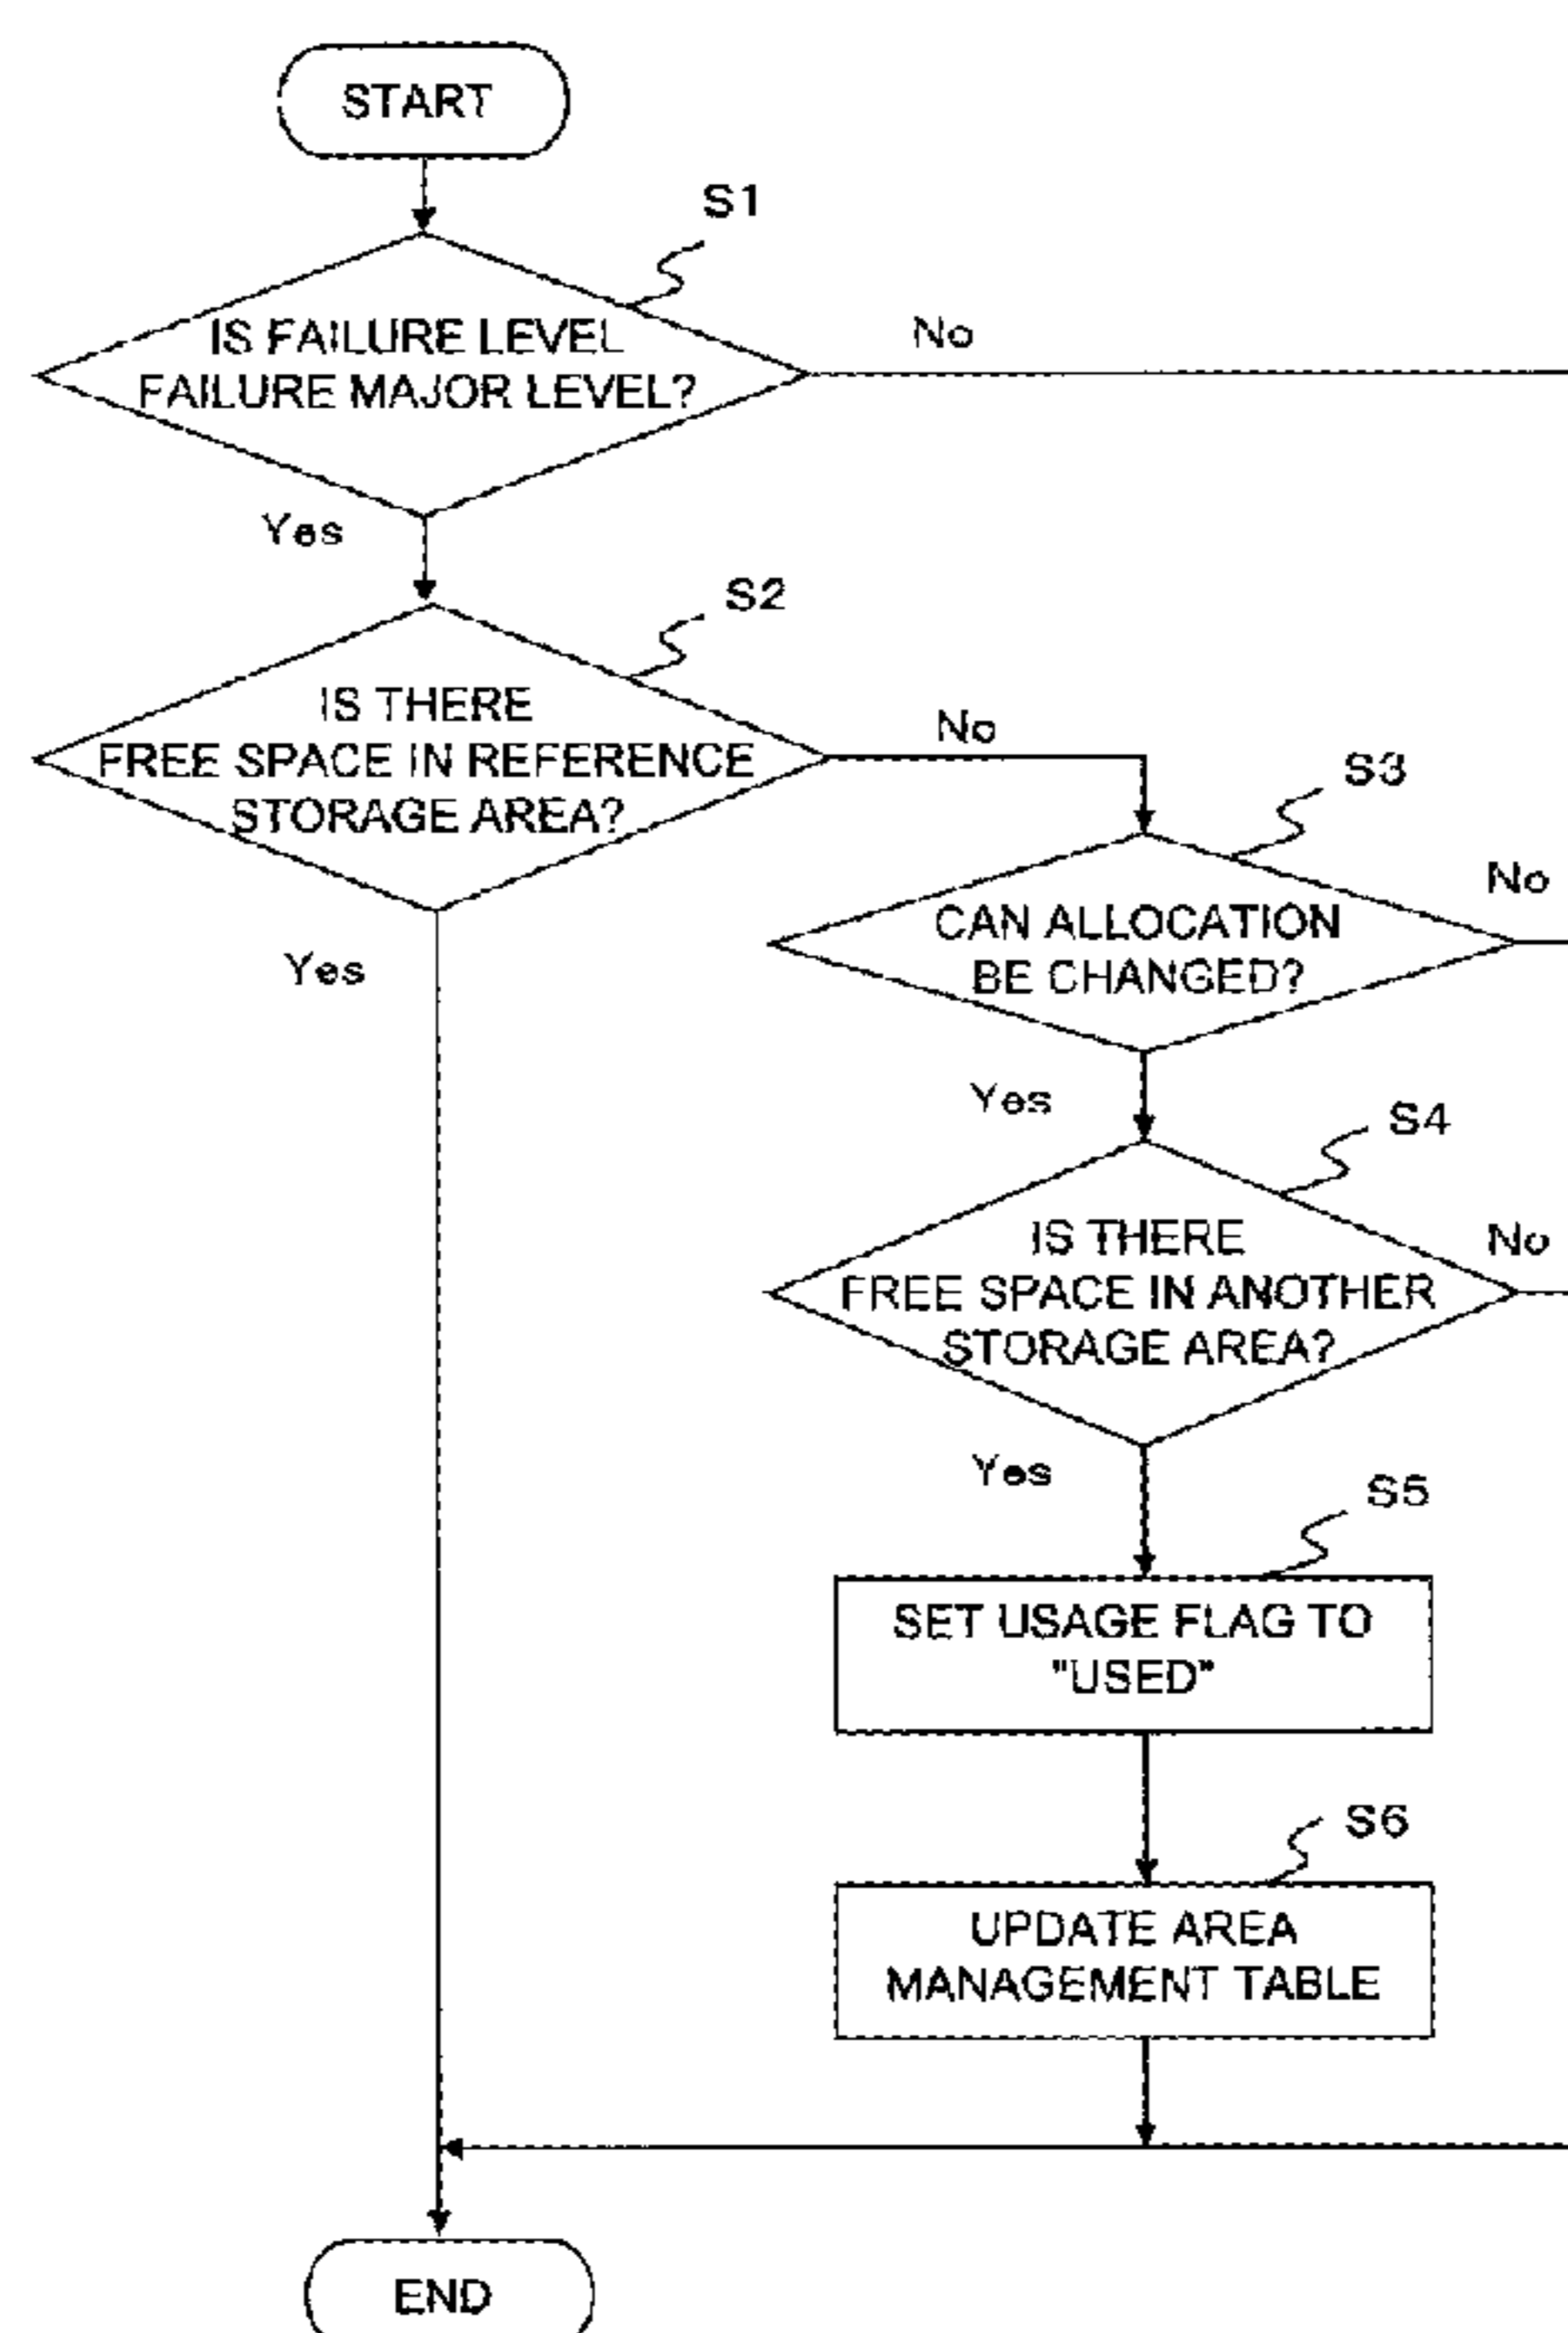 START
S1
IS FAILURE LEVEL
FAILURE MAJOR LEVEL?
No
Yes
S2
IS THERE
FREE SPACE IN REFERENCE
STORAGE AREA?
No
Yes
S3
CAN ALLOCATION
BE CHANGED?
No
Yes
S4
IS THERE
FREE SPACE IN ANOTHER
STORAGE AREA?
No
Yes
S5
SET USAGE FLAG TO
"USED"
S6
UPDATE AREA
MANAGEMENT TABLE
END